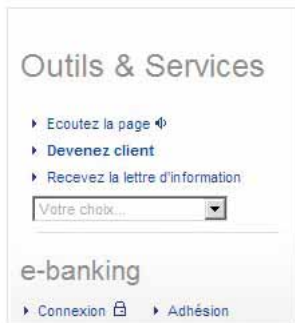 Outils & Services
Ecoutez la page
Devenez client
Recevez la lettre d'information
Votre choix...
e-banking
Connexion
Adhésion